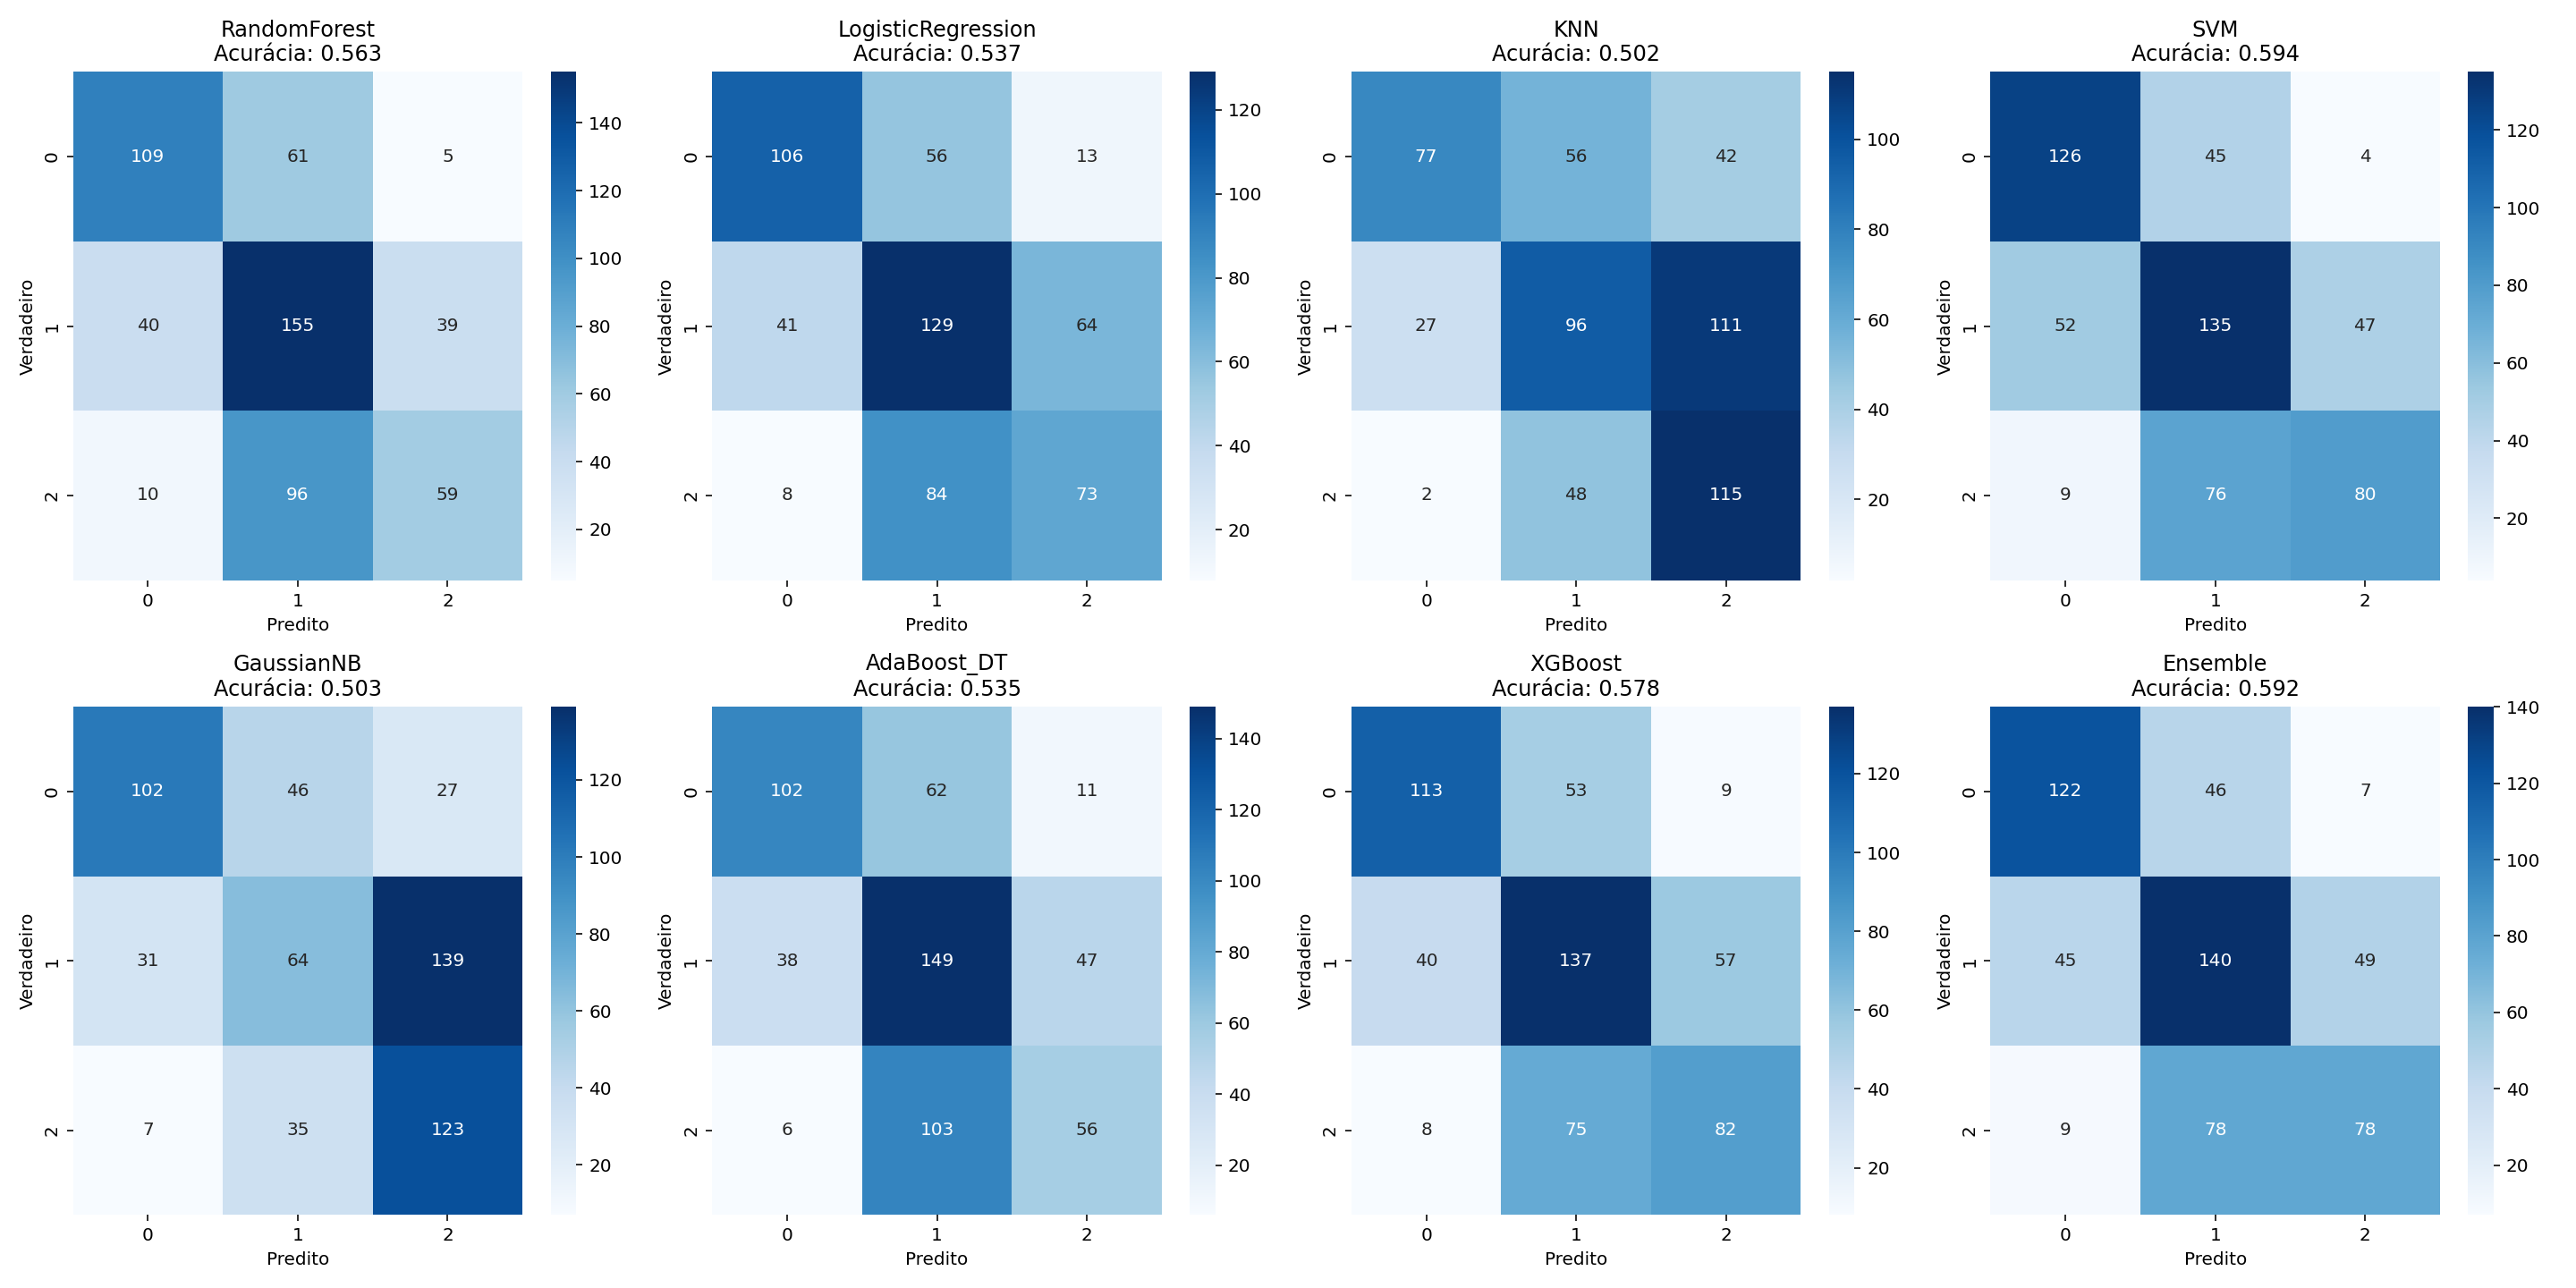 RandomForest
Acurácia: 0.563
109 61 5
40 155 39
10 96 59
0
1
2
Verdadeiro
0 1 2
Predito
140
120
100
80
60
40
20
LogisticRegression
Acurácia: 0.537
106 56 13
41 129 64
8 84 73
0
1
2
Verdadeiro
0 1 2
Predito
120
100
80
60
40
20
KNN
Acurácia: 0.502
77 56 42
27 96 111
2 48 115
0
1
2
Verdadeiro
0 1 2
Predito
100
80
60
40
20
SVM
Acurácia: 0.594
126 45 4
52 135 47
9 76 80
0
1
2
Verdadeiro
0 1 2
Predito
120
100
80
60
40
20
GaussianNB
Acurácia: 0.503
102 46 27
31 64 139
7 35 123
0
1
2
Verdadeiro
0 1 2
Predito
120
100
80
60
40
20
AdaBoost_DT
Acurácia: 0.535
102 62 11
38 149 47
6 103 56
0
1
2
Verdadeiro
0 1 2
Predito
140
120
100
80
60
40
20
XGBoost
Acurácia: 0.578
113 53 9
40 137 57
8 75 82
0
1
2
Verdadeiro
0 1 2
Predito
120
100
80
60
40
20
Ensemble
Acurácia: 0.592
122 46 7
45 140 49
9 78 78
0
1
2
Verdadeiro
0 1 2
Predito
140
120
100
80
60
40
20